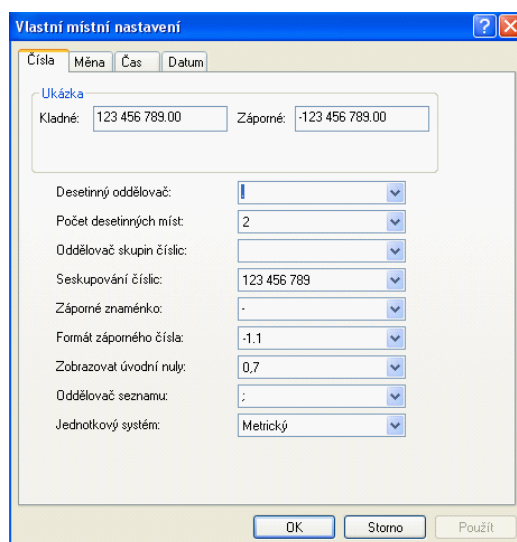 Vlastní místní nastavení
Čísla Měna Čas Datum
Ukázka
Kladné: 123 456 789.00 Záporné: -123 456 789.00
Desetinný oddělovač: .
Počet desetinných míst: 2
Oddělovač skupin číslic:
Seskupování číslic: 123 456 789
Záporné znaménko: -
Formát záporného čísla: -1.1
Zobrazovat úvodní nuly: 0,7
Oddělovač seznamu: ;
Jednotkový systém: Metrický
OK Storno Použít